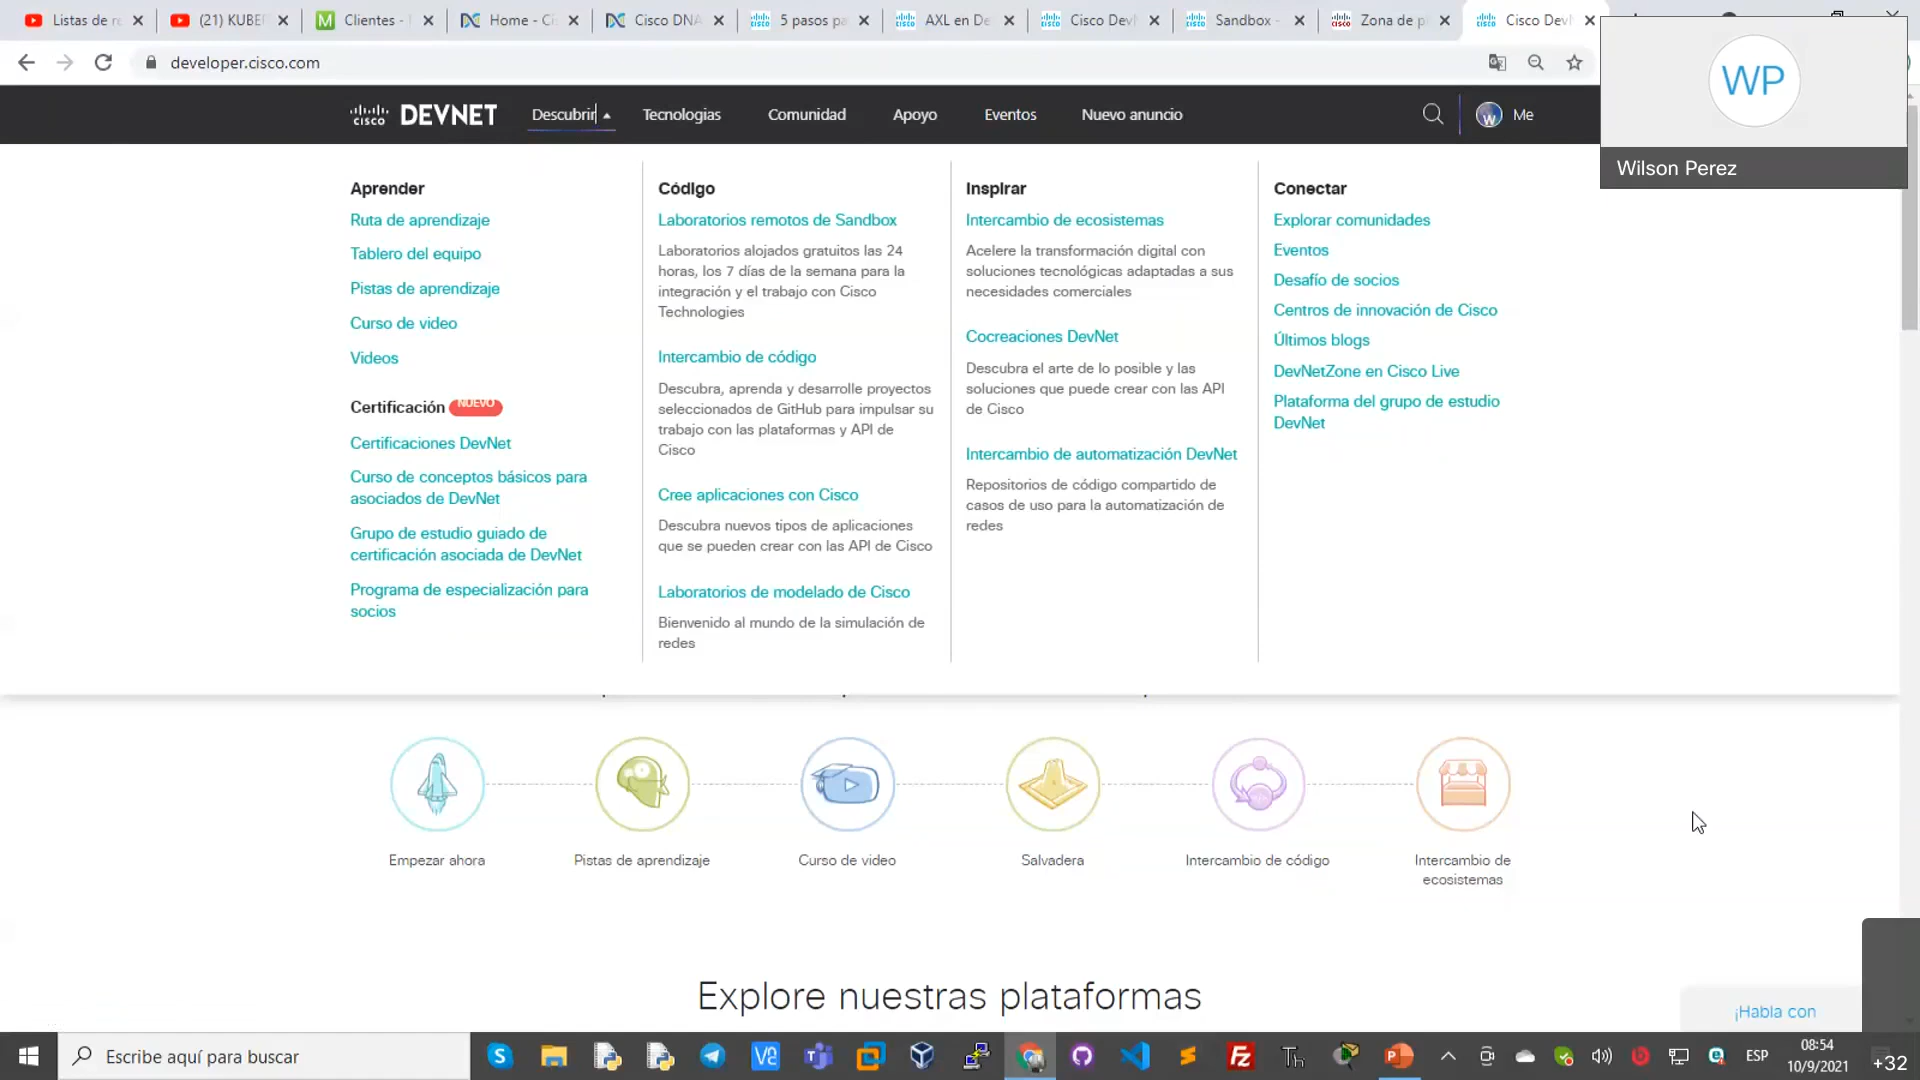 Listas de re
(21) KUBER
Clientes -
Home - Ci
Cisco DNA
5 pasos pa
AXL en De
Cisco DevN
Sandbox -
Zona de p
Cisco DevN
developer.cisco.com
cisco DEVNET
Descubrir
Tecnologias
Comunidad
Apoyo
Eventos
Nuevo anuncio
W
Me
WP
Wilson Perez
Aprender
Ruta de aprendizaje
Tablero del equipo
Pistas de aprendizaje
Curso de video
Videos
Certificación NUEVO
Certificaciones DevNet
Curso de conceptos básicos para
asociados de DevNet
Grupo de estudio guiado de
certificación asociada de DevNet
Programa de especialización para
socios
Código
Laboratorios remotos de Sandbox
Laboratorios alojados gratuitos las 24
horas, los 7 días de la semana para la
integración y el trabajo con Cisco
Technologies
Intercambio de código
Descubra, aprenda y desarrolle proyectos
seleccionados de GitHub para impulsar su
trabajo con las plataformas y API de
Cisco
Cree aplicaciones con Cisco
Descubra nuevos tipos de aplicaciones
que se pueden crear con las API de Cisco
Laboratorios de modelado de Cisco
Bienvenido al mundo de la simulación de
redes
Inspirar
Intercambio de ecosistemas
Acelere la transformación digital con
soluciones tecnológicas adaptadas a sus
necesidades comerciales
Cocreaciones DevNet
Descubra el arte de lo posible y las
soluciones que puede crear con las API
de Cisco
Intercambio de automatización DevNet
Repositorios de código compartido de
casos de uso para la automatización de
redes
Conectar
Explorar comunidades
Eventos
Desafío de socios
Centros de innovación de Cisco
Últimos blogs
DevNetZone en Cisco Live
Plataforma del grupo de estudio
DevNet
Empezar ahora
Pistas de aprendizaje
Curso de video
Salvadera
Intercambio de código
Intercambio de
ecosistemas
Explore nuestras plataformas
¡Habla con
Escribe aquí para buscar
ESP
08:54
10/9/2021
+32